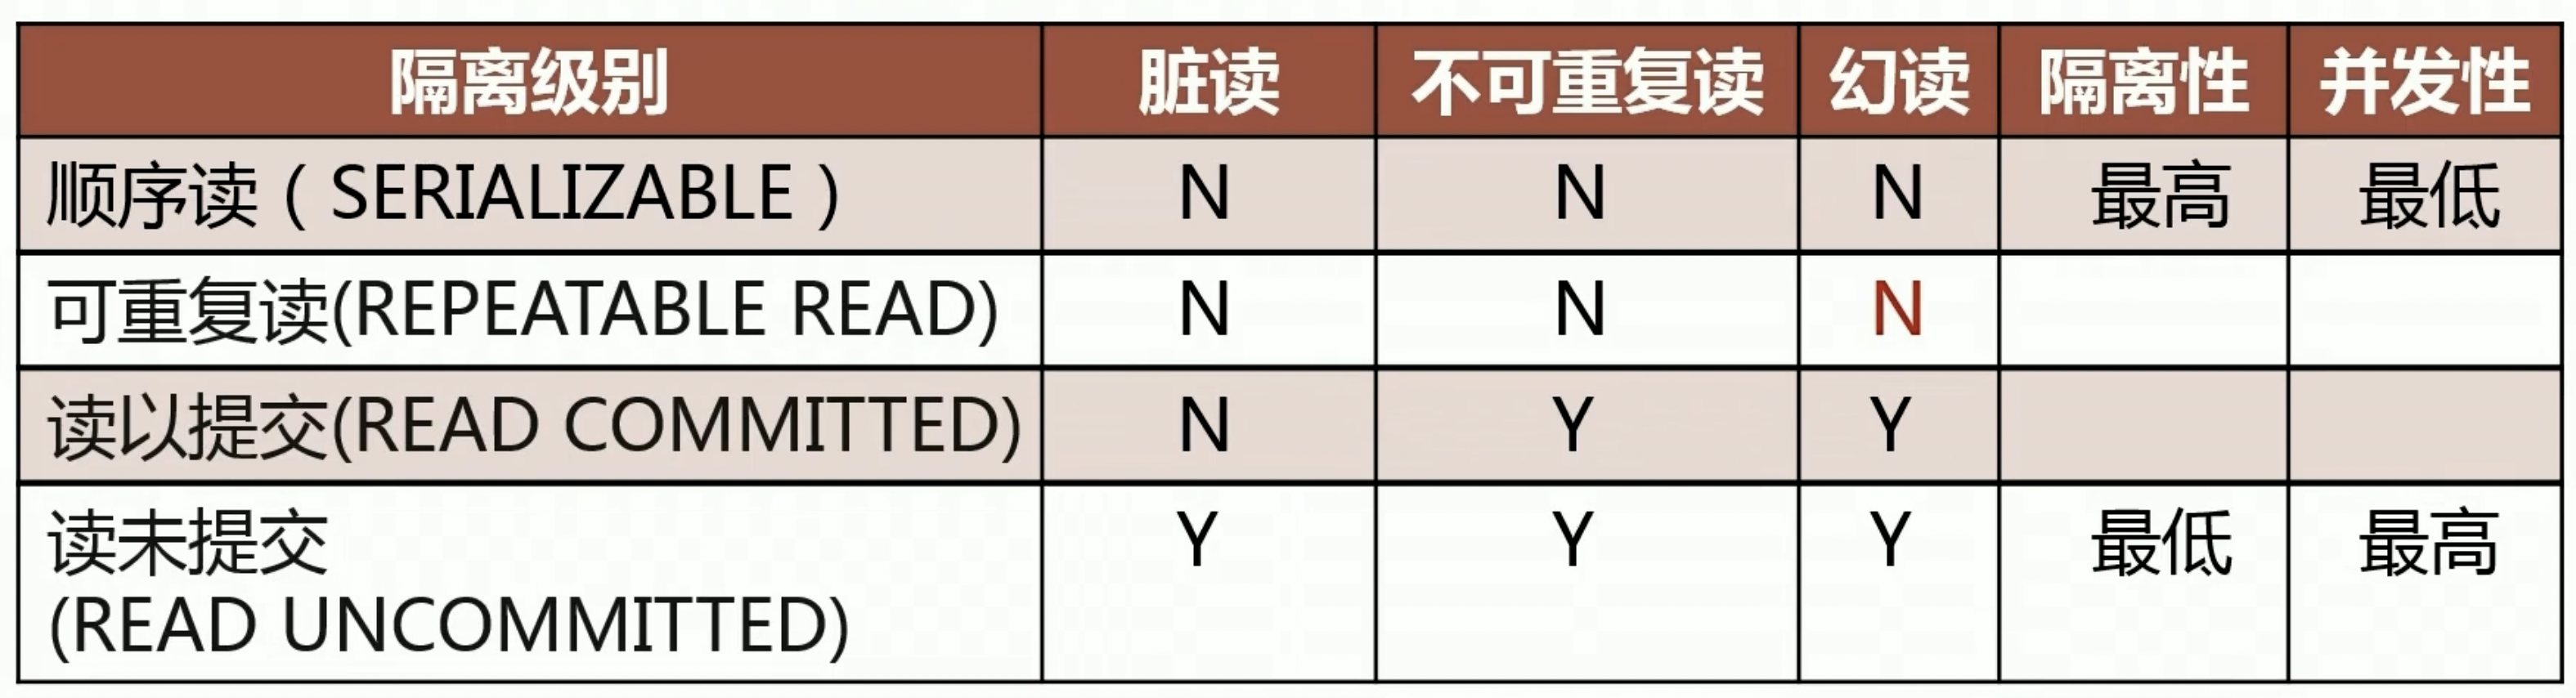 隔离级别 脏读 不可重复读 幻读 隔离性 并发性
顺序读（SERIALIZABLE） N N N 最高 最低
可重复读(REPEATABLE READ) N N N
读以提交(READ COMMITTED) N Y Y
读未提交 Y Y Y 最低 最高
(READ UNCOMMITTED)